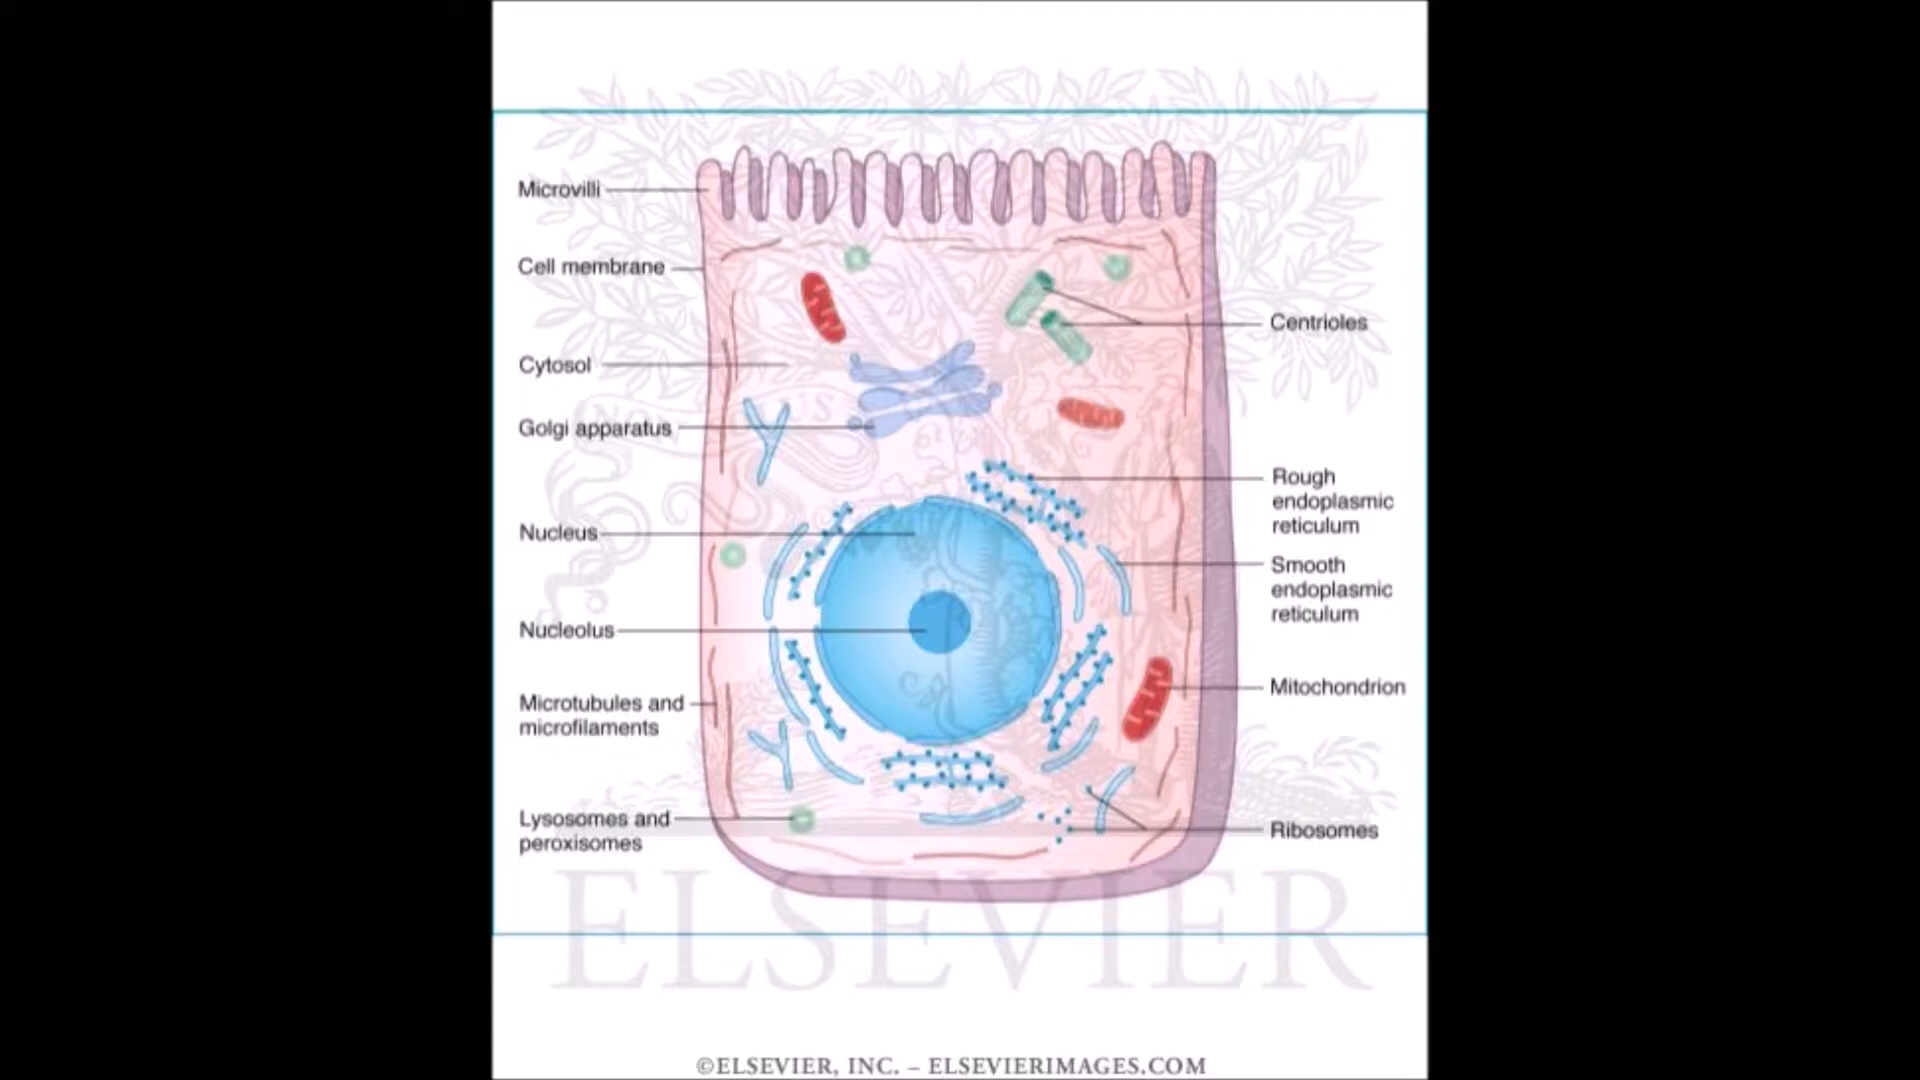 Microvilli
Cell membrane
Cytosol
Golgi apparatus
Nucleus
Nucleolus
Microtubules and
microfilaments
Lysosomes and
peroxisomes
Centrioles
Rough
endoplasmic
reticulum
Smooth
endoplasmic
reticulum
Mitochondrion
Ribosomes
ELSEVIER
©ELSEVIER, INC. – ELSEVIERIMAGES.COM